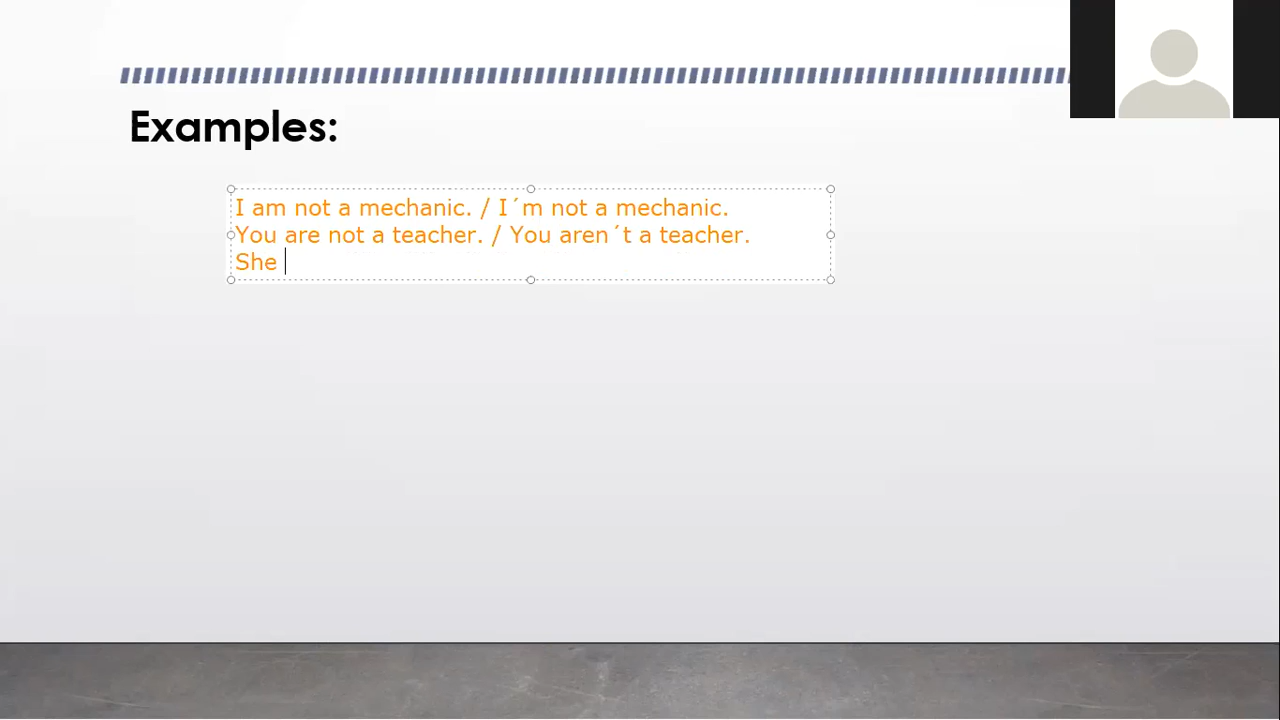 Examples:
I am not a mechanic. / I´m not a mechanic.
You are not a teacher. / You aren´t a teacher.
She